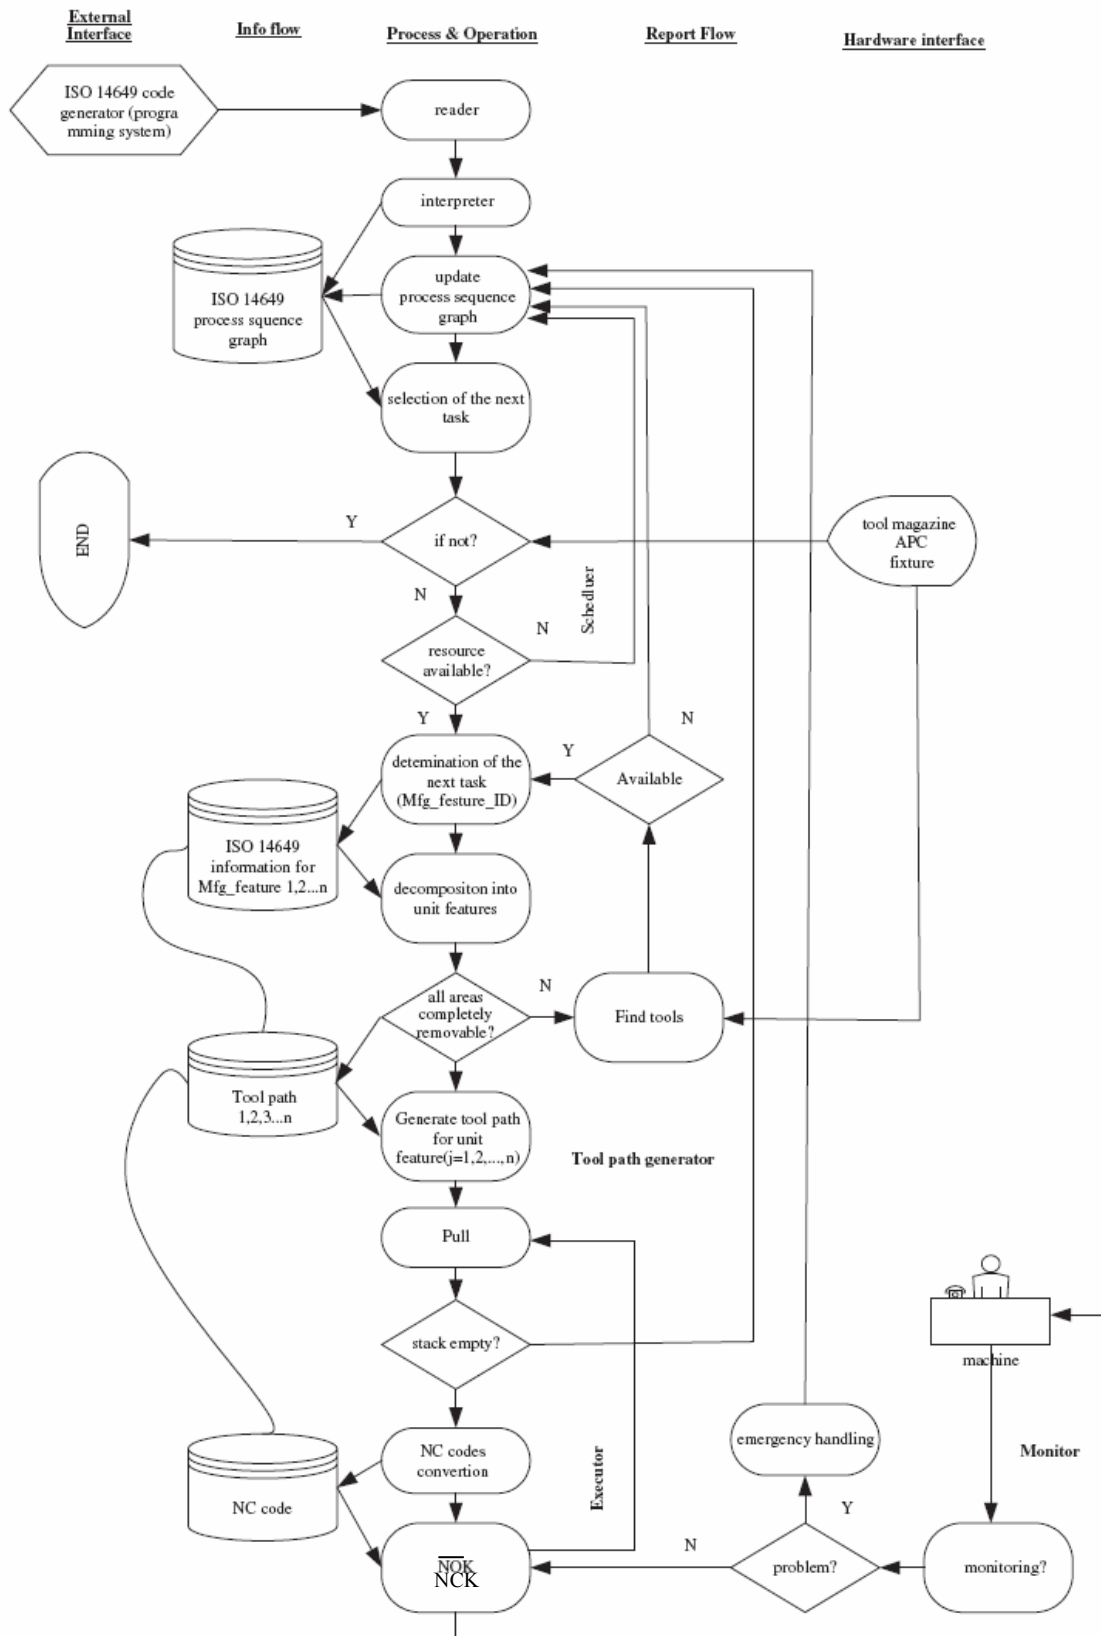 External
Interface
Info flow
Process & Operation
Report Flow
Hardware interface
ISO 14649 code
generator (progra
mming system)
reader
interpreter
ISO 14649
process squence
graph
update
process sequence
graph
selection of the next
task
END
Y
if not?
tool magazine
APC
fixture
N
Schedluer
resource
available?
N
Y
detemination of the
next task
(Mfg_festure_ID)
Y
Available
N
ISO 14649
information for
Mfg_feature 1,2...n
decompositon into
unit features
all areas
completely
removable?
N
Find tools
Tool path
1,2,3...n
Generate tool path
for unit
feature(j=1,2,...,n)
Tool path generator
Pull
stack empty?
machine
NC codes
convertion
Executor
emergency handling
Monitor
NC code
Y
NOK
NCK
N
problem?
monitoring?